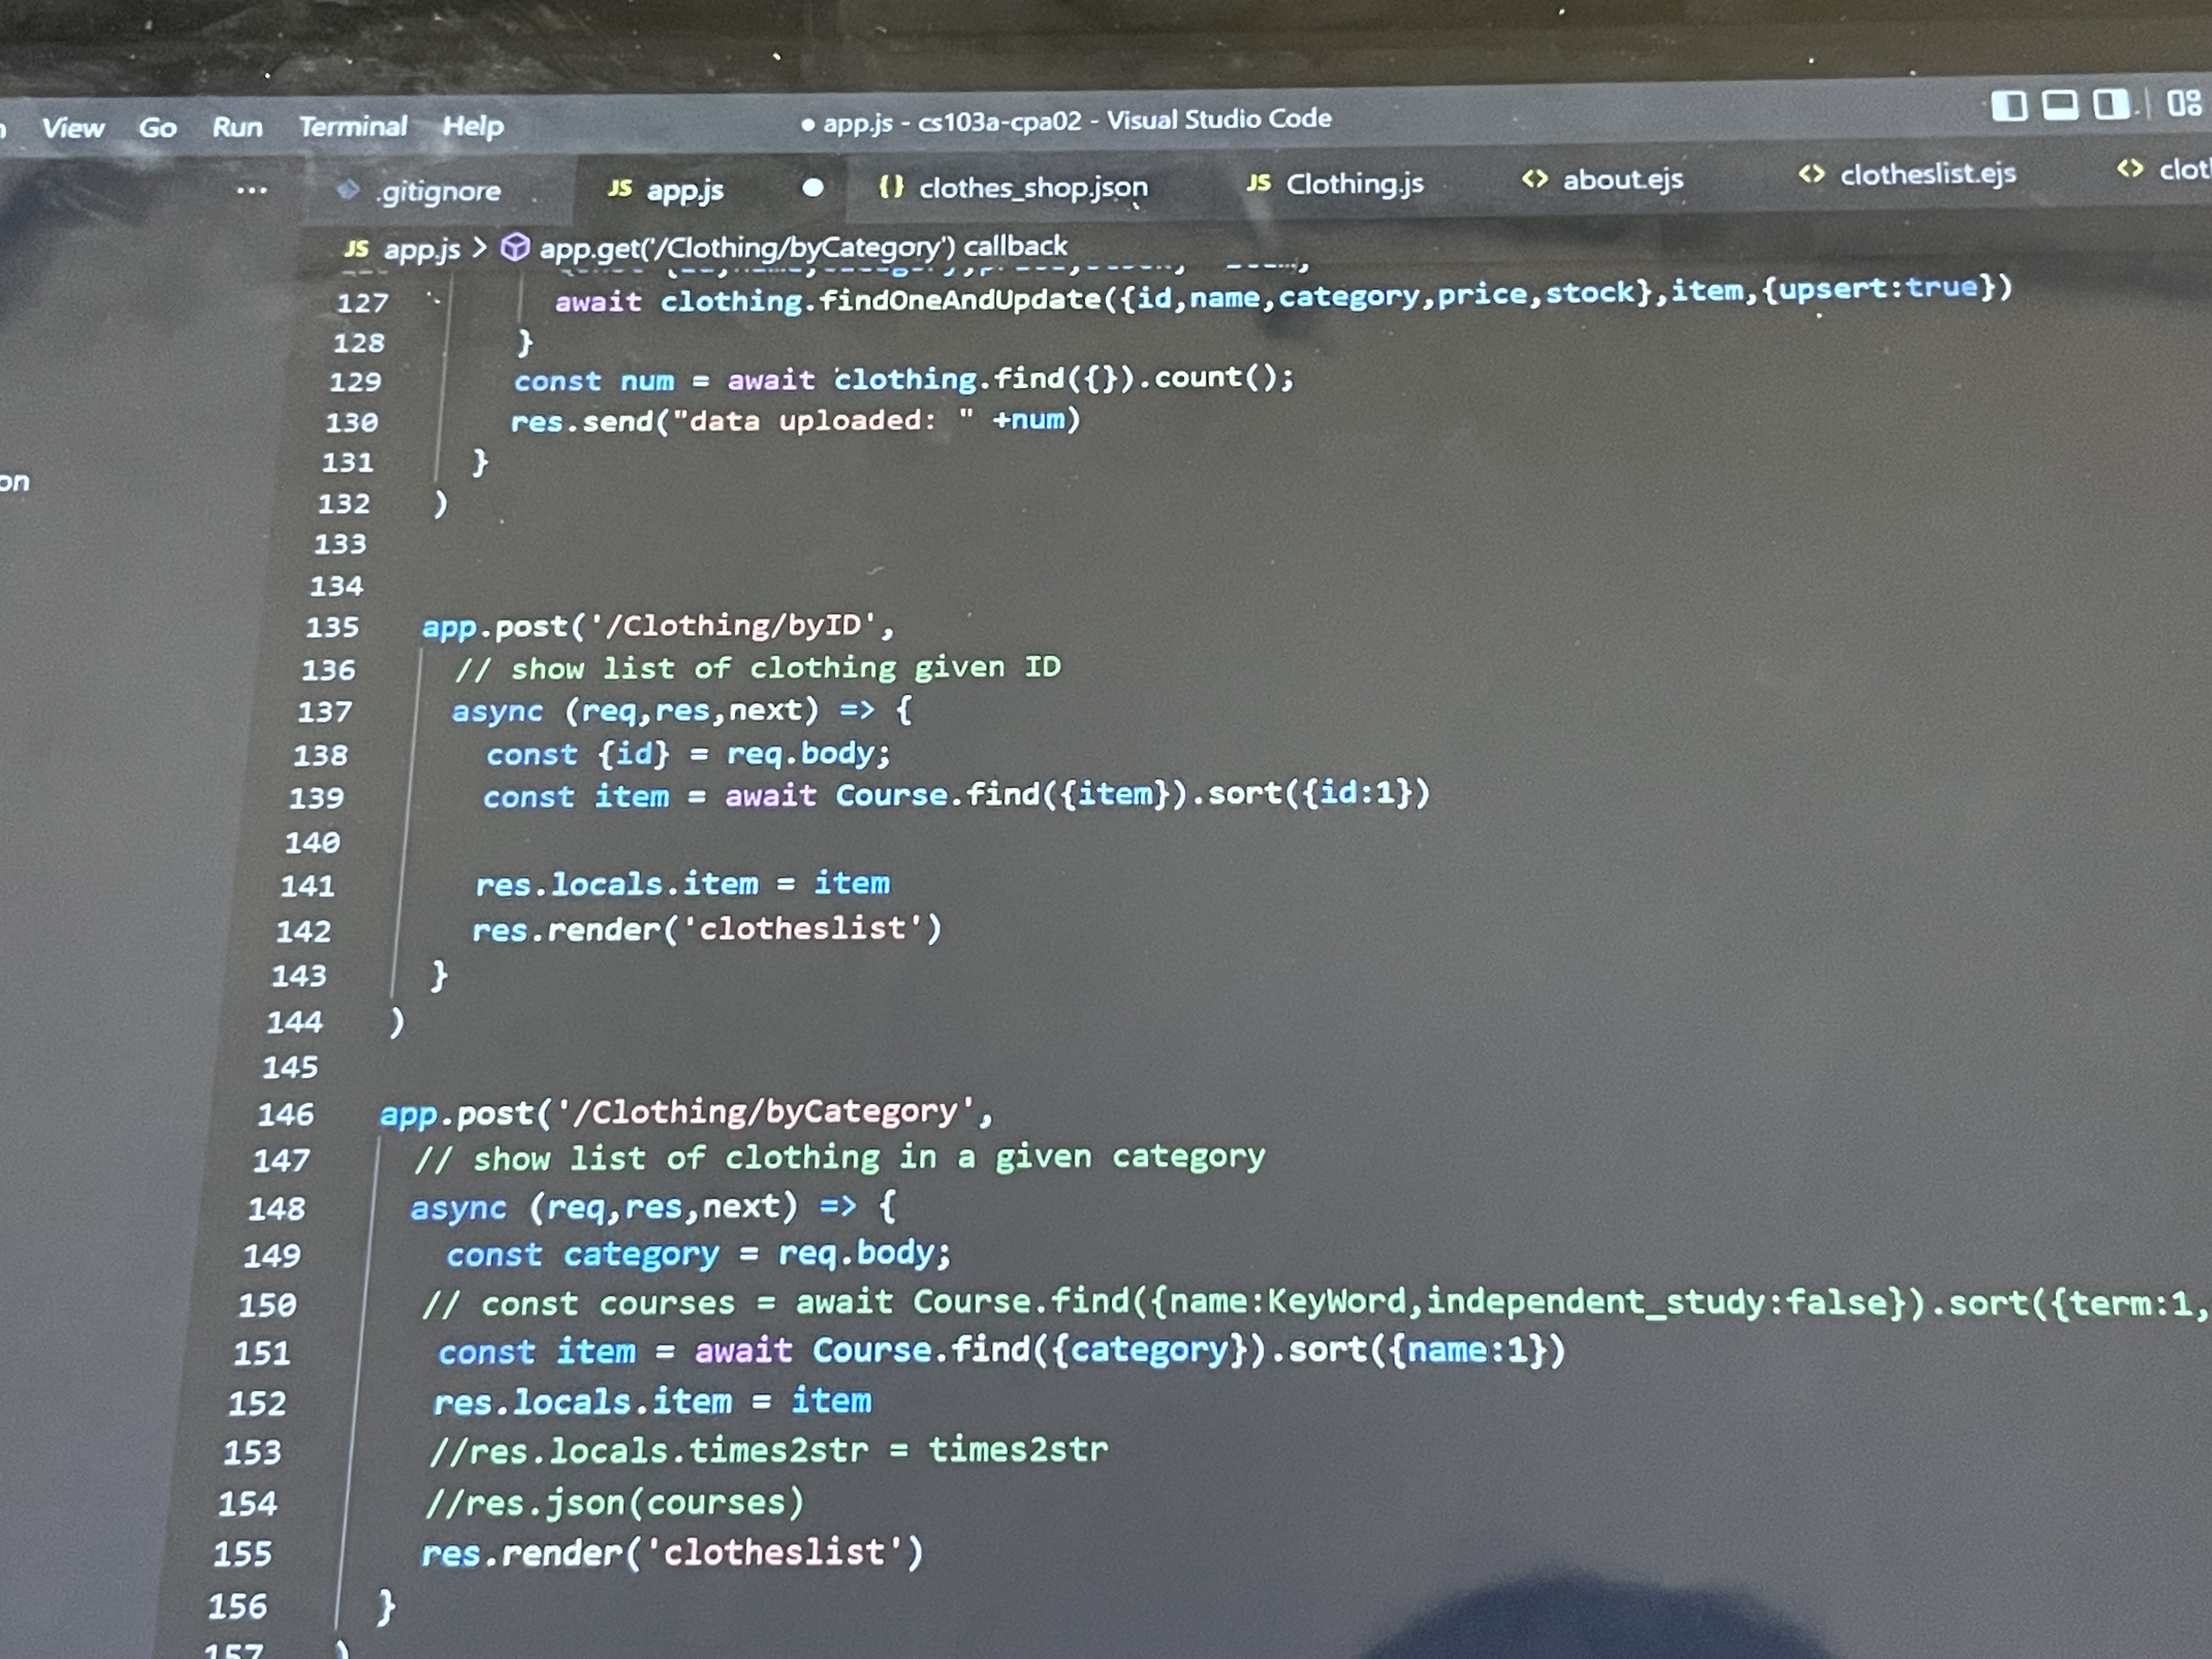 View Go Run Terminal Help
● app.js - cs103a-cpa02 - Visual Studio Code
... .gitignore JS app.js ● {} clothes_shop.json JS Clothing.js <> about.ejs <> clotheslist.ejs <>
JS app.js > app.get('/Clothing/byCategory') callback
127 await clothing.findOneAndUpdate({id,name,category,price,stock},item,{upsert:true})
128 }
129 const num = await clothing.find({}).count();
130 res.send("data uploaded: " +num)
131 }
132 )
133
134
135 app.post('/Clothing/byID',
136 // show list of clothing given ID
137 async (req,res,next) => {
138 const {id} = req.body;
139 const item = await Course.find({item}).sort({id:1})
140
141 res.locals.item = item
142 res.render('clotheslist')
143 }
144 )
145
146 app.post('/Clothing/byCategory',
147 // show list of clothing in a given category
148 async (req,res,next) => {
149 const category = req.body;
150 // const courses = await Course.find({name:KeyWord,independent_study:false}).sort({term:1,
151 const item = await Course.find({category}).sort({name:1})
152 res.locals.item = item
153 //res.locals.times2str = times2str
154 //res.json(courses)
155 res.render('clotheslist')
156 }
157 )